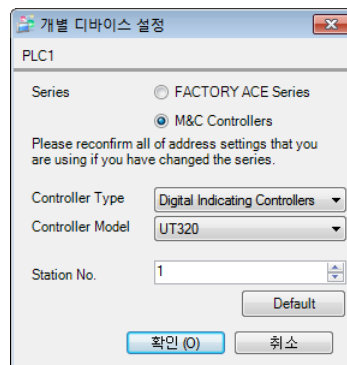 개별 디바이스 설정
PLC1
Series
FACTORY ACE Series
M&C Controllers
Please reconfirm all of address settings that you
are using if you have changed the series.
Controller Type
Digital Indicating Controllers
Controller Model
UT320
Station No.
1
Default
확인 (O)
취소